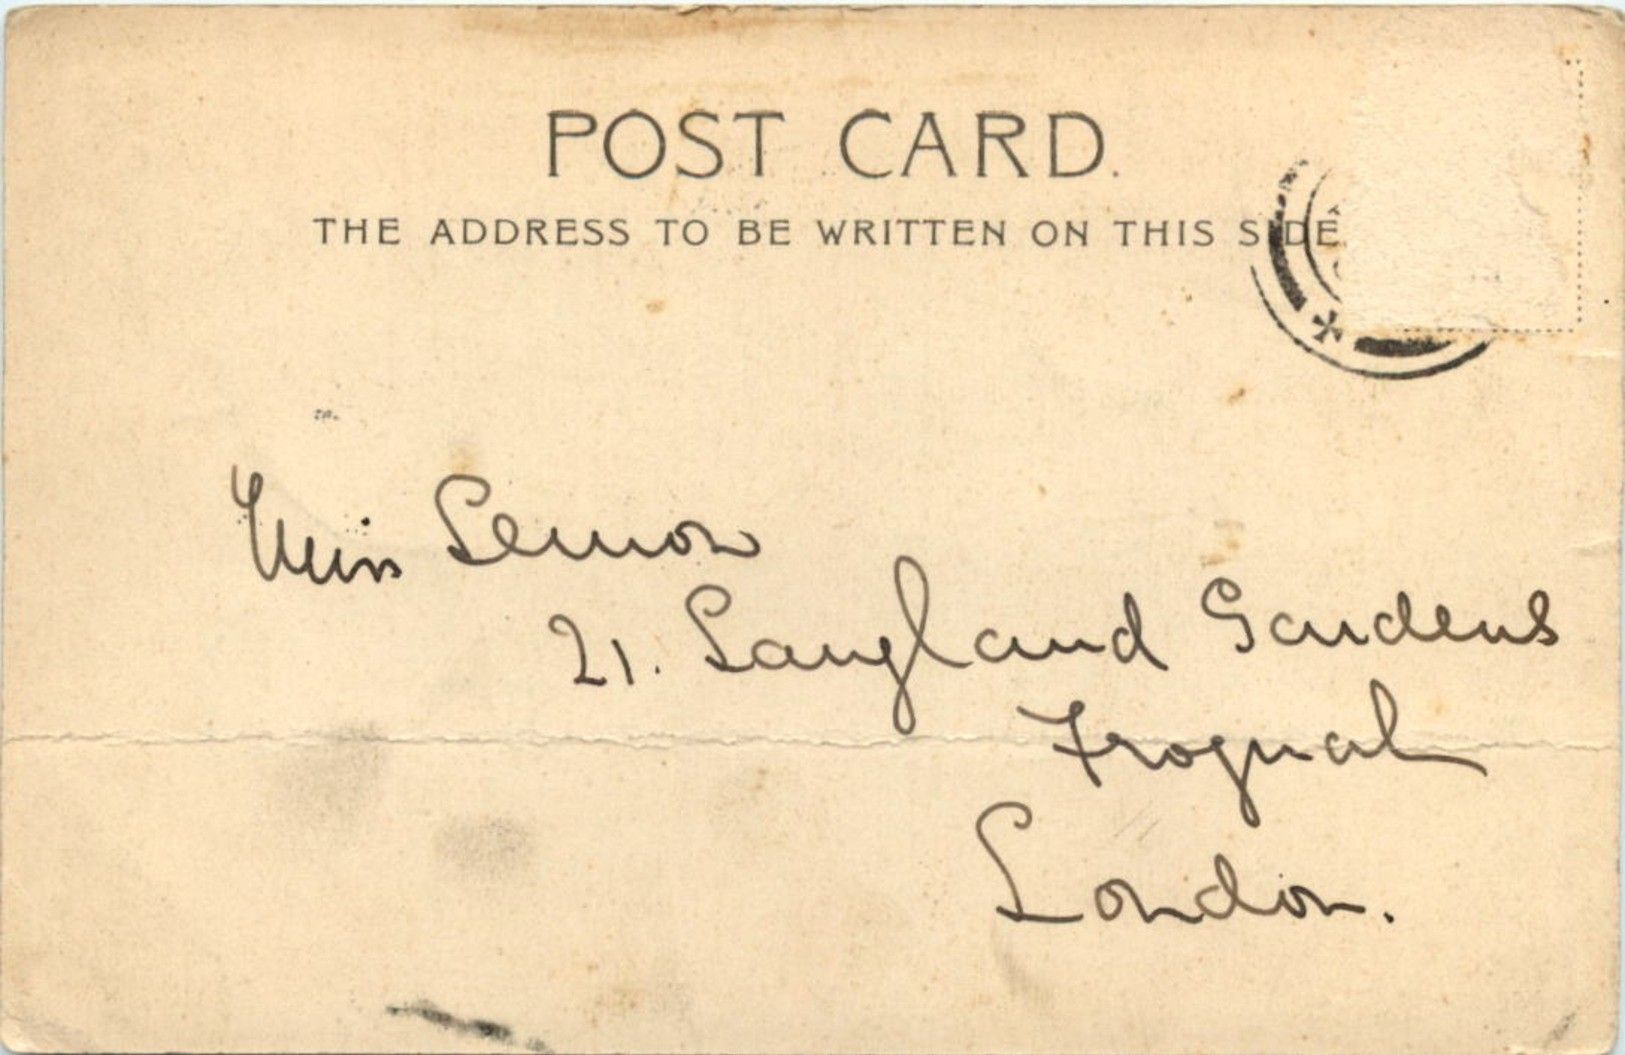 POST CARD.
THE ADDRESS TO BE WRITTEN ON THIS SIDE
Miss Lemon
21. Langland Gardens
Frognal
London.